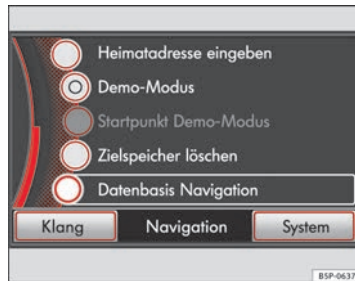 Heimatadresse eingeben
Demo-Modus
Startpunkt Demo-Modus
Zielspeicher löschen
Datenbasis Navigation
Klang Navigation System
B5P-0637